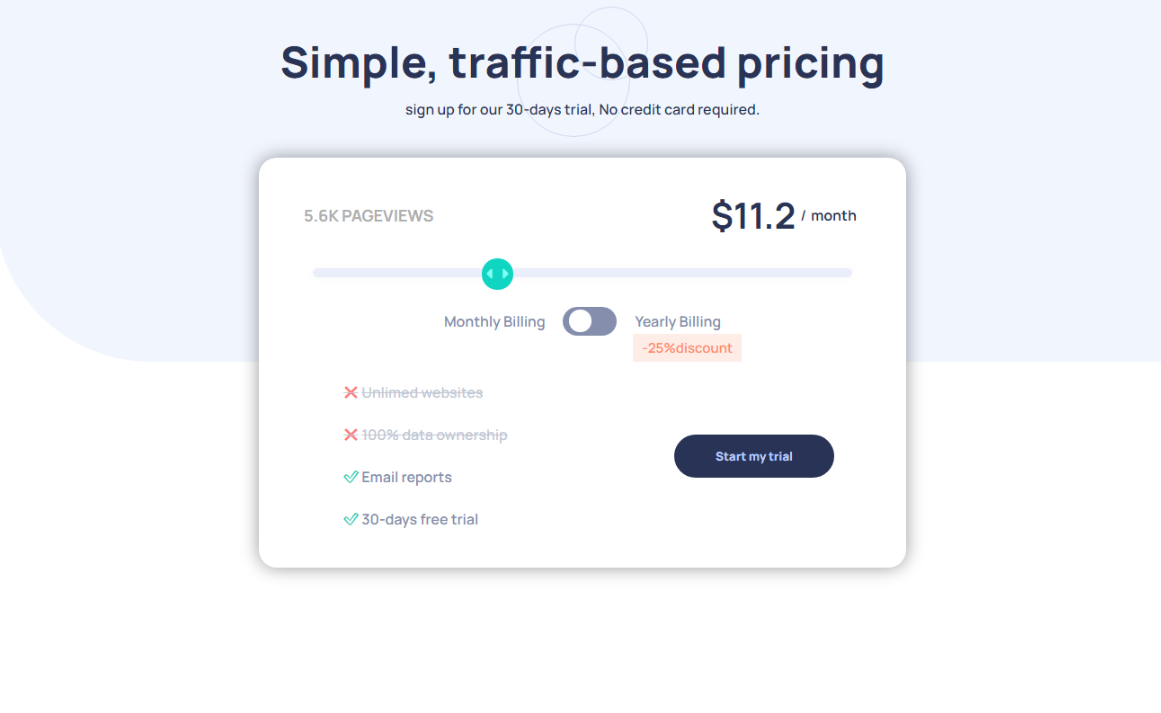 Simple, traffic-based pricing
sign up for our 30-days trial, No credit card required.
5.6K PAGEVIEWS
$11.2 / month
Monthly Billing
Yearly Billing
-25%discount
Unlimed websites
100% data ownership
Email reports
30-days free trial
Start my trial